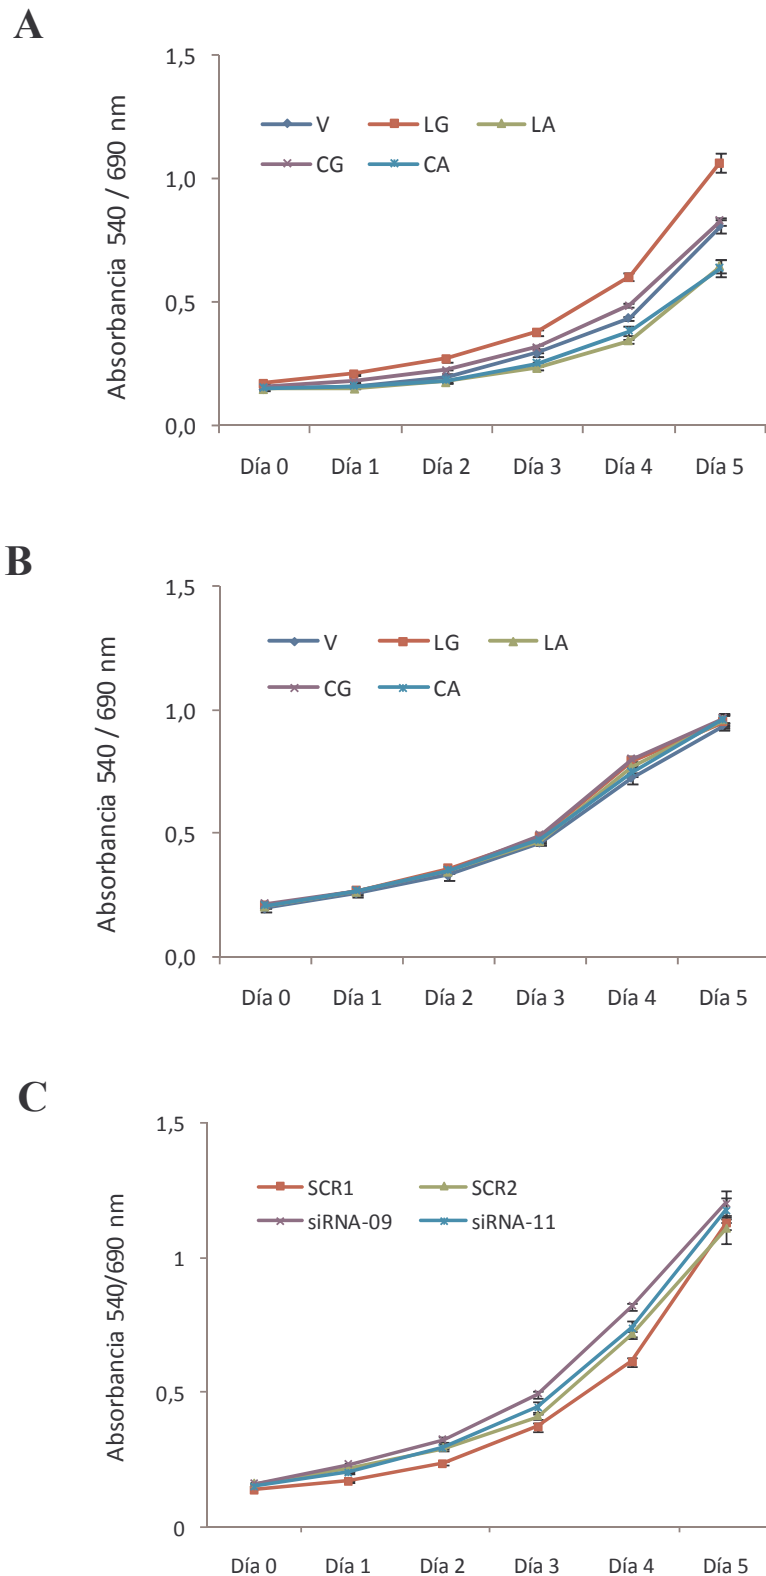 A
1,5
V LG LA
CG CA
1,0
0,5
0,0
Absorbancia 540 / 690 nm
Día 0 Día 1 Día 2 Día 3 Día 4 Día 5
B
1,5
V LG LA
CG CA
1,0
0,5
0,0
Absorbancia 540 / 690 nm
Día 0 Día 1 Día 2 Día 3 Día 4 Día 5
C
1,5
SCR1 SCR2
siRNA-09 siRNA-11
1
0,5
0
Absorbancia 540/690 nm
Día 0 Día 1 Día 2 Día 3 Día 4 Día 5